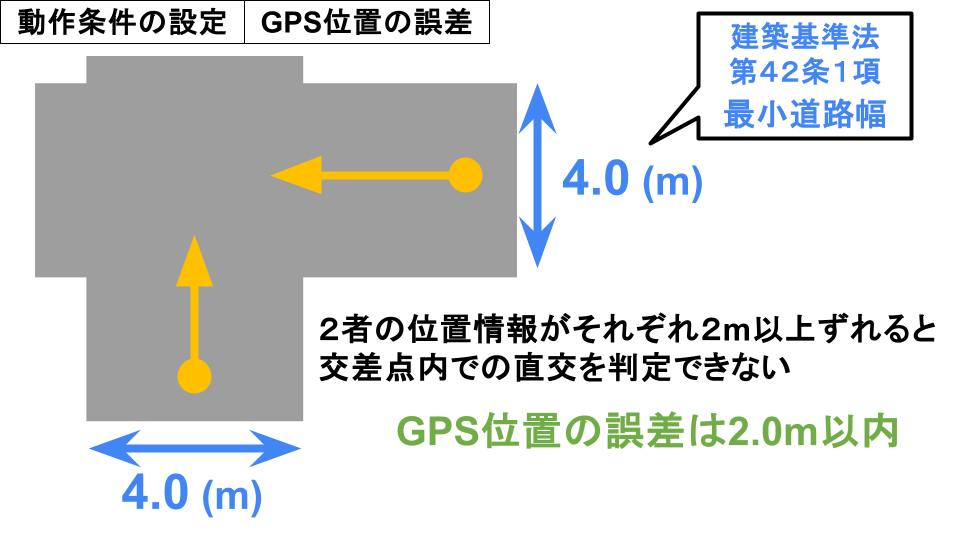 動作条件の設定 GPS位置の誤差
建築基準法
第４２条１項
最小道路幅
4.0 (m)
２者の位置情報がそれぞれ２ｍ以上ずれると
交差点内での直交を判定できない
GPS位置の誤差は2.0m以内
4.0 (m)